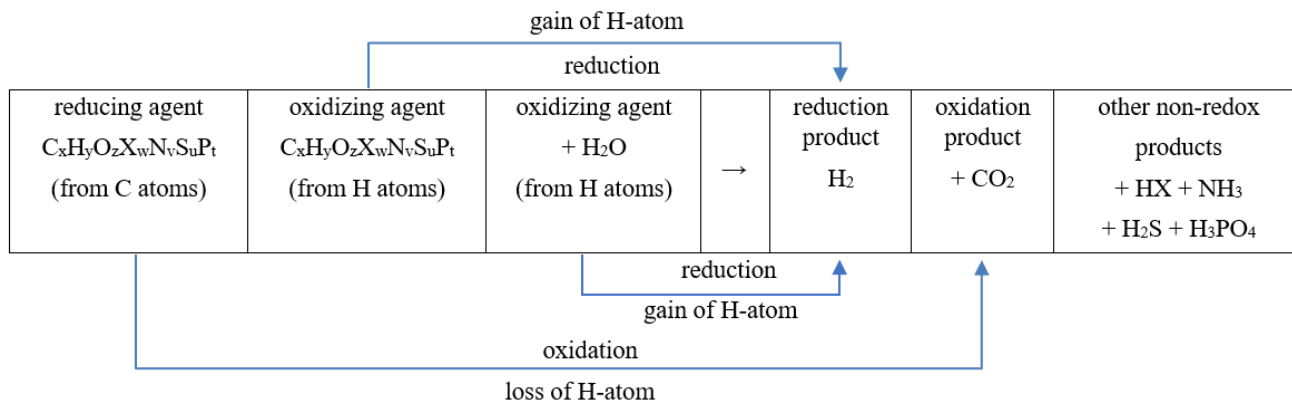 gain of H-atom
reduction
reducing agent
CₓHᵧO₂XwNᵥSᵤPₜ
(from C atoms)
oxidizing agent
CₓHᵧO₂XwNᵥSᵤPₜ
(from H atoms)
oxidizing agent
+ H₂O
(from H atoms)
→
reduction
product
H₂
oxidation
product
+ CO₂
other non-redox
products
+ HX + NH₃
+ H₂S + H₃PO₄
reduction
gain of H-atom
oxidation
loss of H-atom